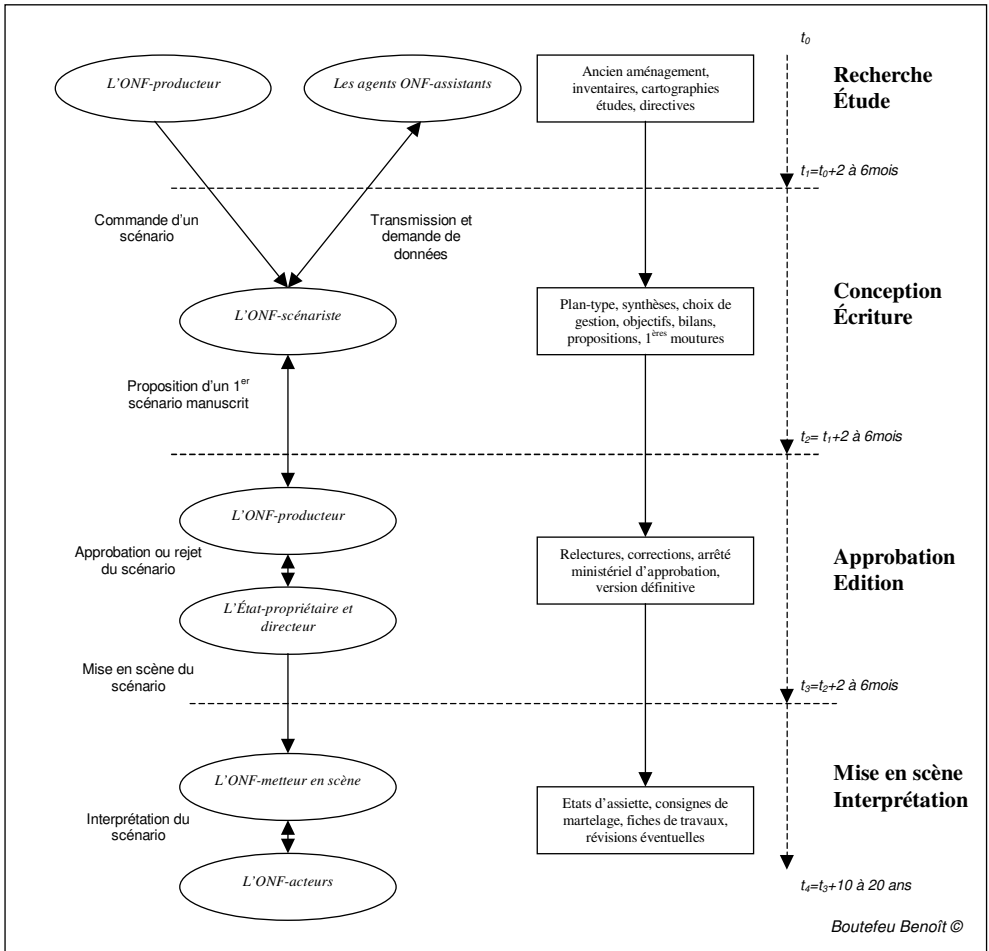 t0
L'ONF-producteur
Les agents ONF-assistants
Ancien aménagement,
inventaires, cartographies
études, directives
Recherche
Étude
t1=t0+2 à 6mois
Commande d'un
scénario
Transmission et
demande de
données
L'ONF-scénariste
Plan-type, synthèses, choix de
gestion, objectifs, bilans,
propositions, 1ères moutures
Conception
Écriture
Proposition d'un 1er
scénario manuscrit
t2= t1+2 à 6mois
L'ONF-producteur
Approbation ou rejet
du scénario
L'État-propriétaire et
directeur
Relectures, corrections, arrêté
ministériel d'approbation,
version définitive
Approbation
Edition
Mise en scène du
scénario
t3=t2+2 à 6mois
L'ONF-metteur en scène
Interprétation du
scénario
L'ONF-acteurs
Etats d'assiette, consignes de
martelage, fiches de travaux,
révisions éventuelles
Mise en scène
Interprétation
t4=t3+10 à 20 ans
Boutefeu Benoît ©